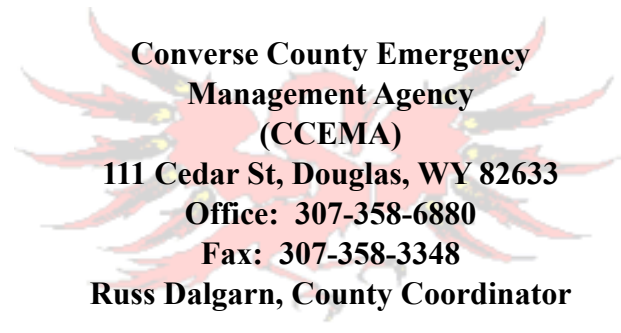 Converse County Emergency
Management Agency
(CCEMA)
111 Cedar St, Douglas, WY 82633
Office:  307-358-6880
Fax:  307-358-3348
Russ Dalgarn, County Coordinator